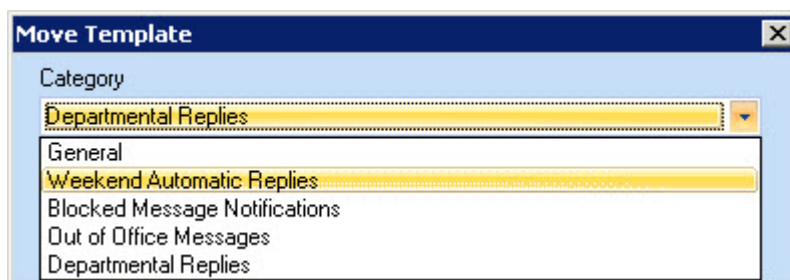 Move Template
Category
Departmental Replies
General
Weekend Automatic Replies
Blocked Message Notifications
Out of Office Messages
Departmental Replies